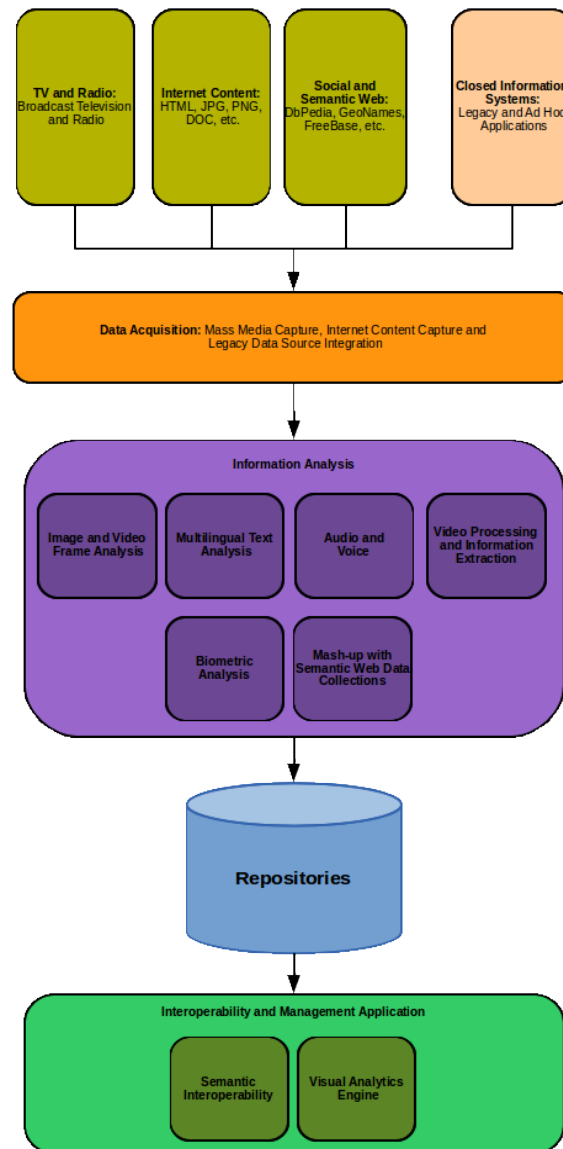 TV and Radio:
Broadcast Television
and Radio
Internet Content:
HTML, JPG, PNG,
DOC, etc.
Social and
Semantic Web:
DbPedia, GeoNames,
FreeBase, etc.
Closed Information
Systems:
Legacy and Ad Hoc
Applications
Data Acquisition: Mass Media Capture, Internet Content Capture and
Legacy Data Source Integration
Information Analysis
Image and Video
Frame Analysis
Multilingual Text
Analysis
Audio and
Voice
Video Processing
and Information
Extraction
Biometric
Analysis
Mash-up with
Semantic Web Data
Collections
Repositories
Interoperability and Management Application
Semantic
Interoperability
Visual Analytics
Engine